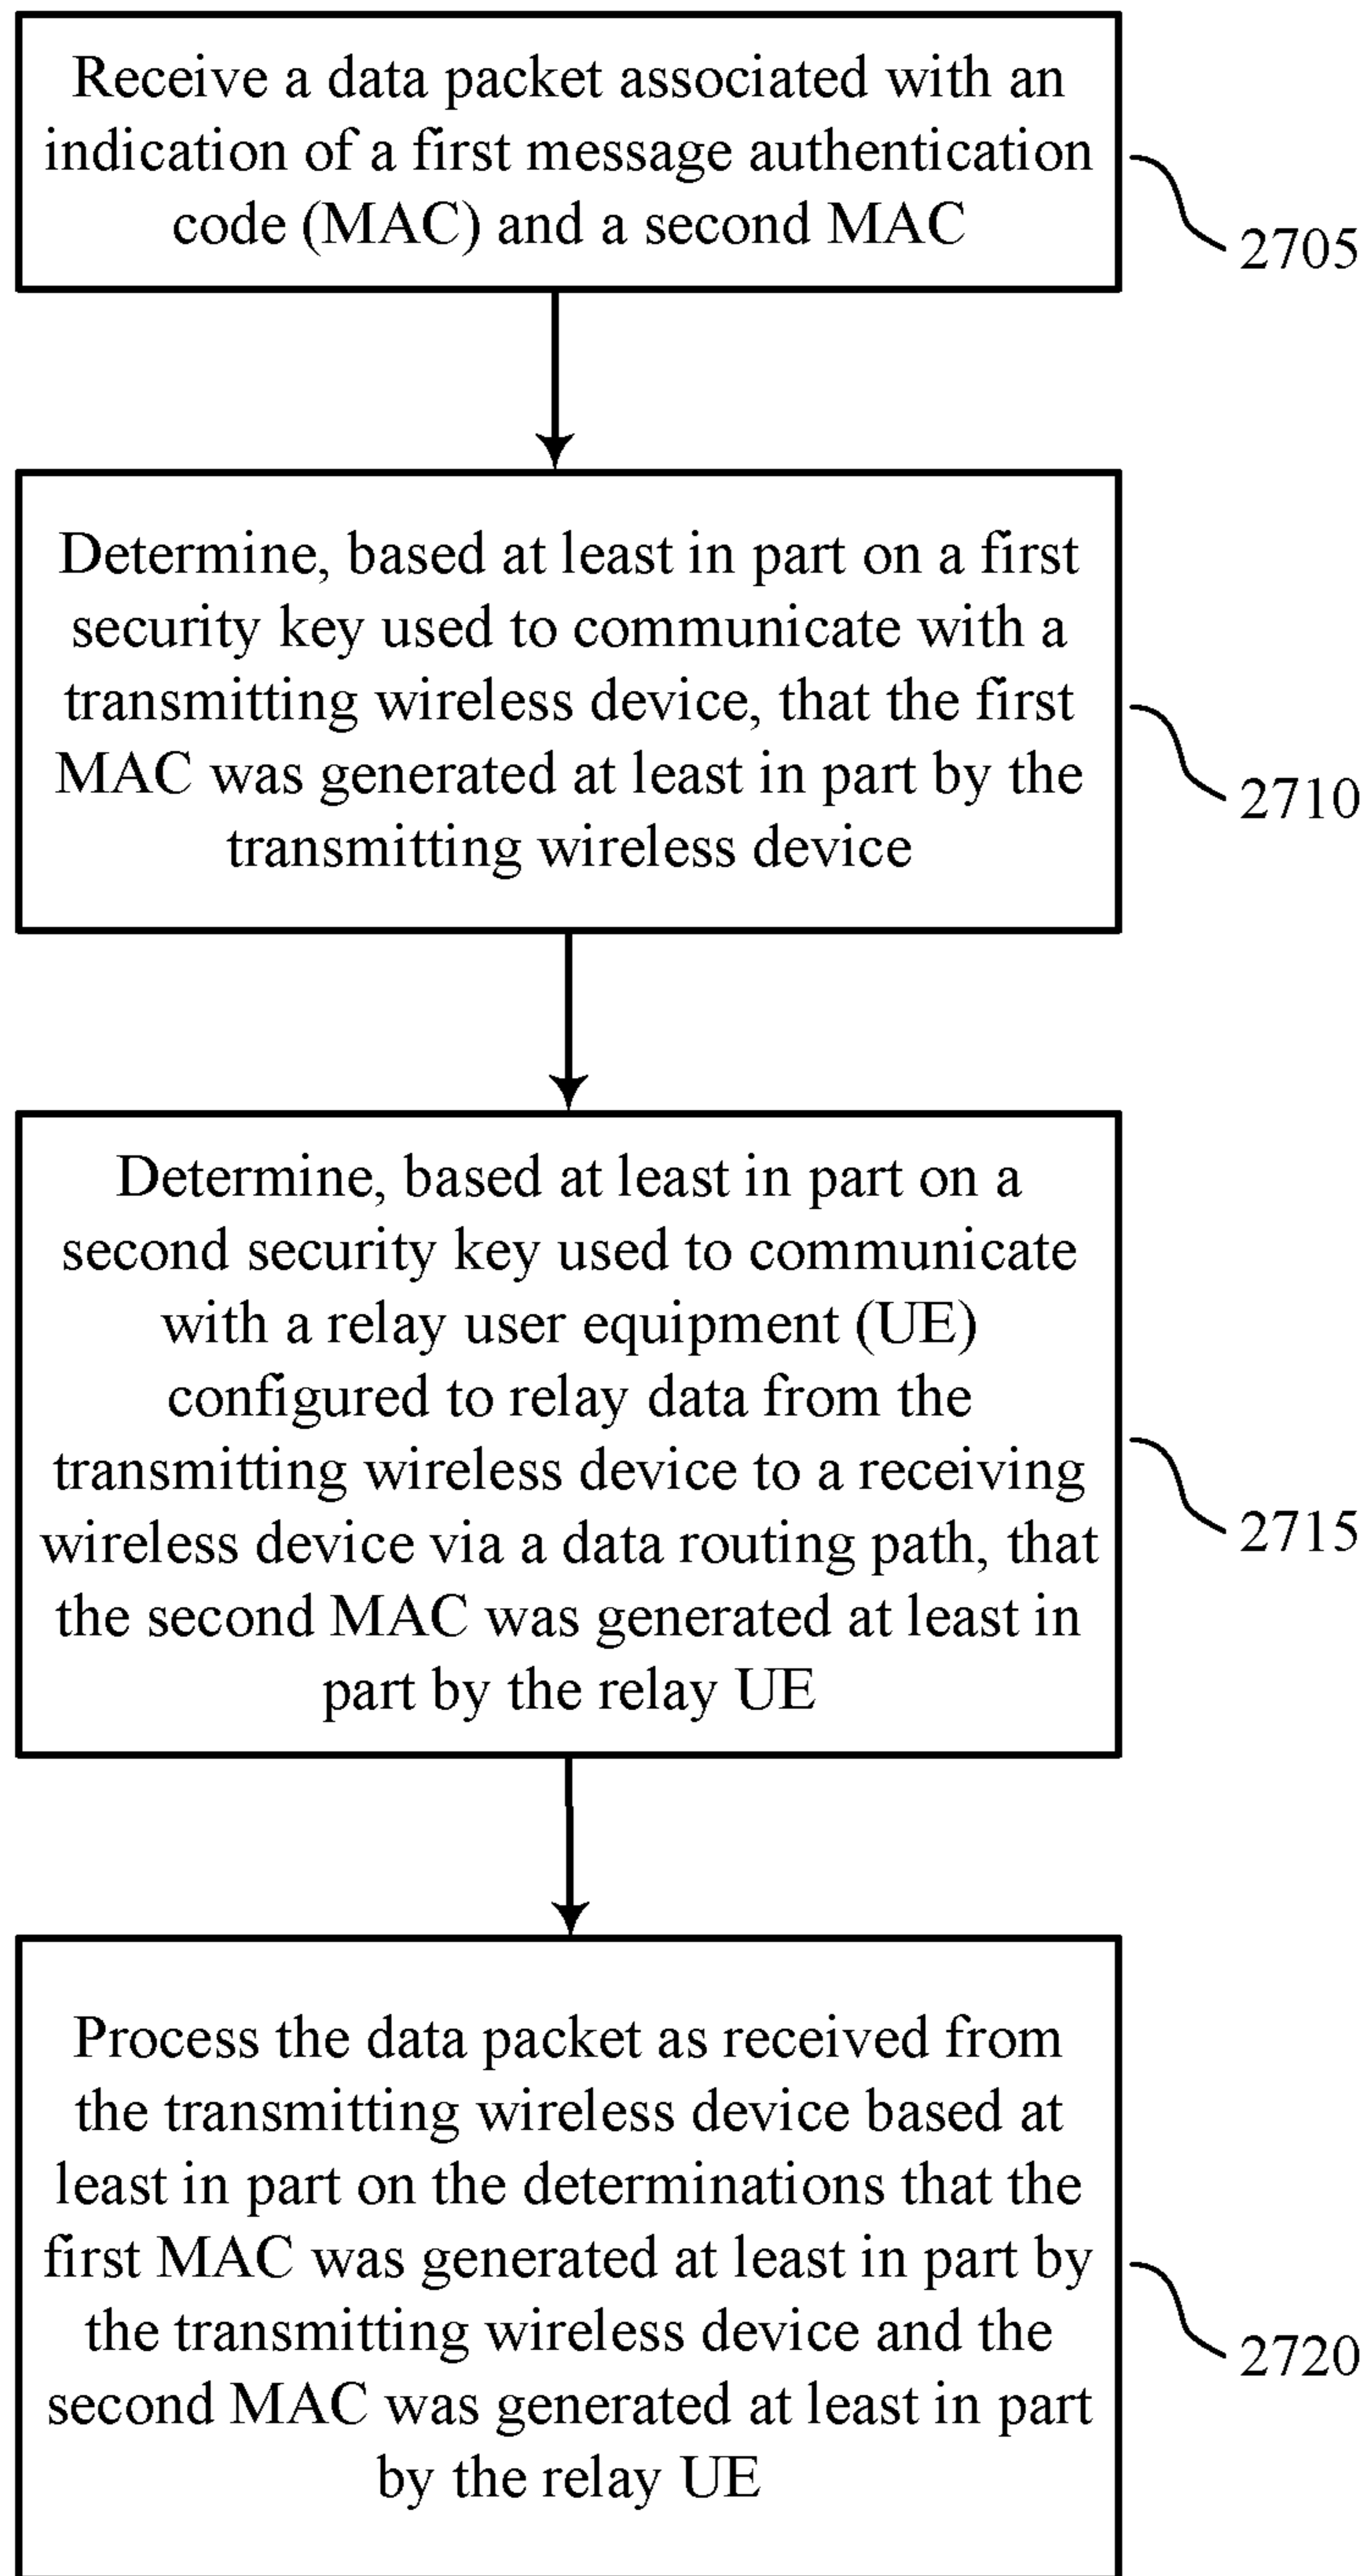 Receive a data packet associated with an
indication of a first message authentication
code (MAC) and a second MAC
2705
Determine, based at least in part on a first
security key used to communicate with a
transmitting wireless device, that the first
MAC was generated at least in part by the
transmitting wireless device
2710
Determine, based at least in part on a
second security key used to communicate
with a relay user equipment (UE)
configured to relay data from the
transmitting wireless device to a receiving
wireless device via a data routing path, that
the second MAC was generated at least in
part by the relay UE
2715
Process the data packet as received from
the transmitting wireless device based at
least in part on the determinations that the
first MAC was generated at least in part by
the transmitting wireless device and the
second MAC was generated at least in part
by the relay UE
2720